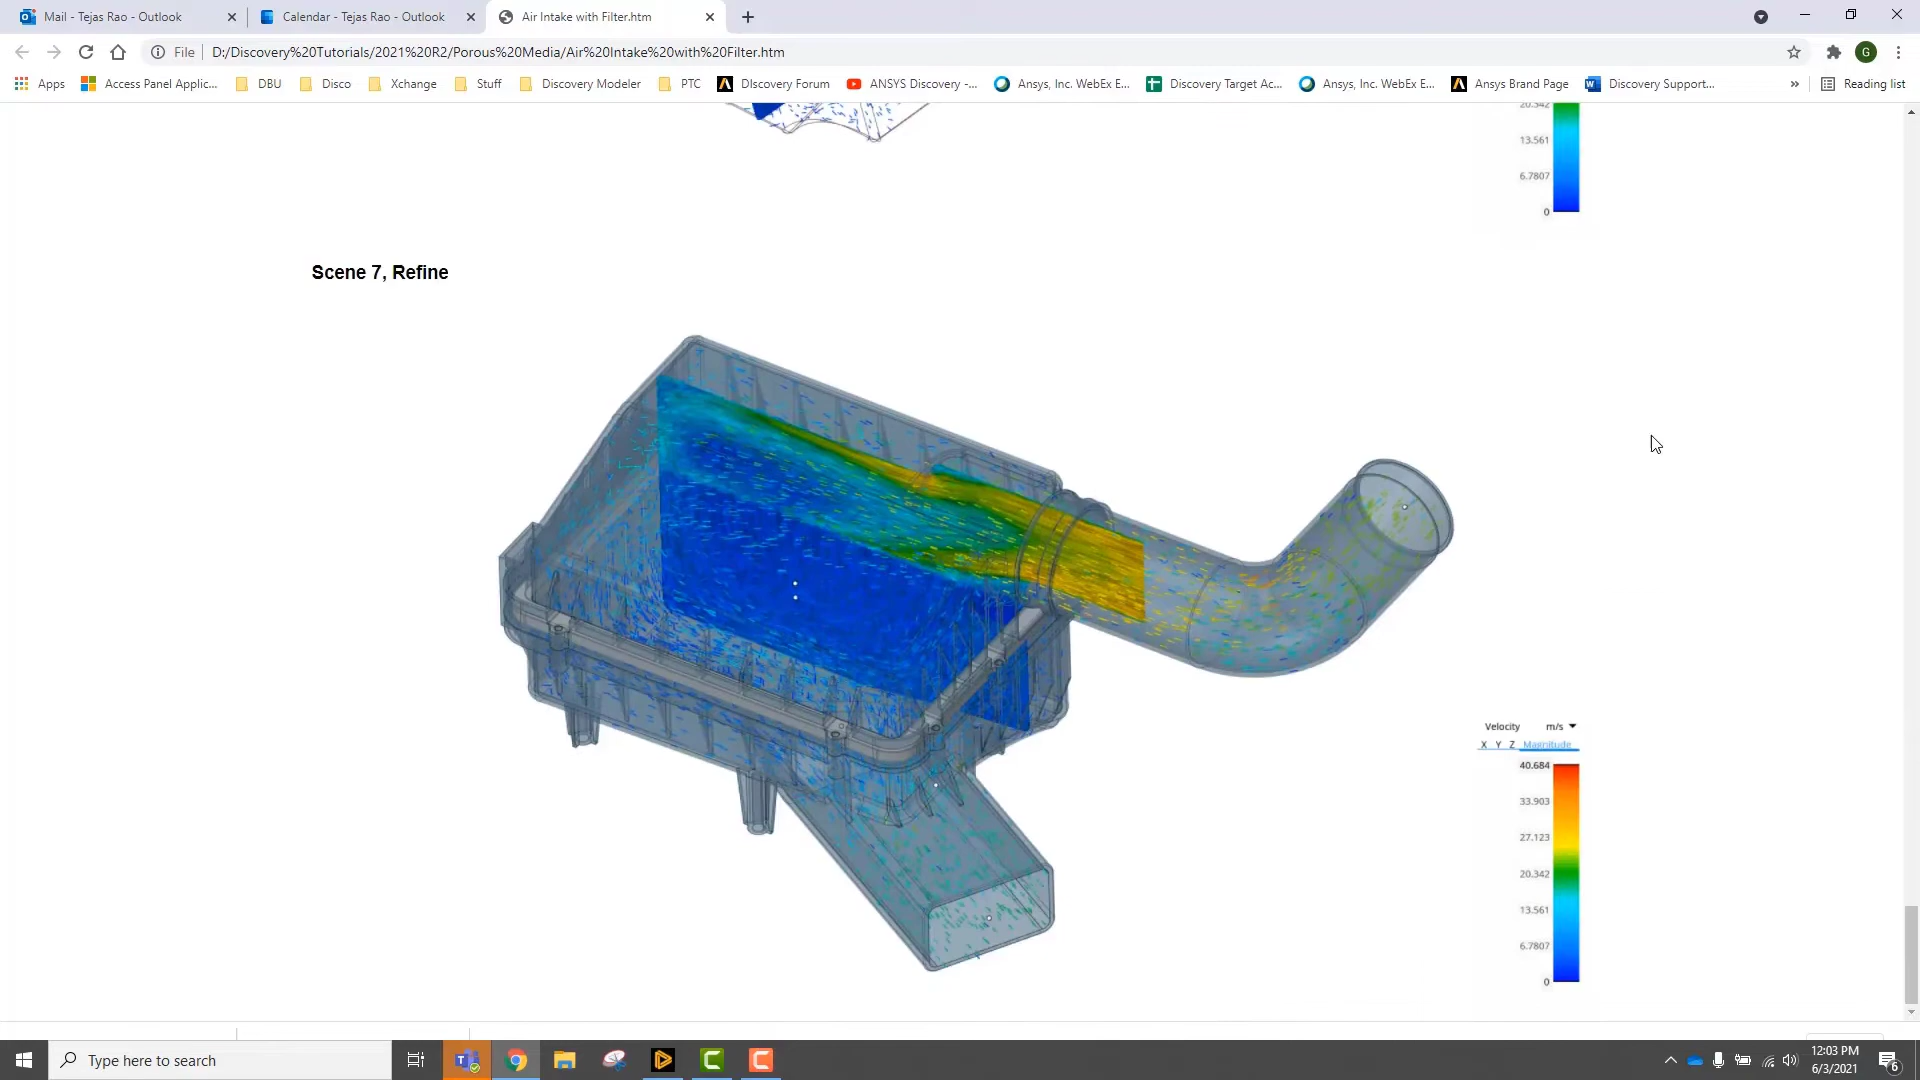 Mail - Tejas Rao - Outlook
Calendar - Tejas Rao - Outlook
Air Intake with Filter.htm
File
D:/Discovery%20Tutorials/2021%20R2/Porous%20Media/Air%20Intake%20with%20Filter.htm
G
Apps
Access Panel Applic...
DBU
Disco
Xchange
Stuff
Discovery Modeler
PTC
DIscovery Forum
ANSYS Discovery -...
Ansys, Inc. WebEx E...
Discovery Target Ac...
Ansys, Inc. WebEx E...
Ansys Brand Page
Discovery Support...
»
Reading list
20.342
13.561
6.7807
0
Scene 7, Refine
Velocity m/s
X Y Z Magnitude
40.684
33.903
27.123
20.342
13.561
6.7807
0
Type here to search
12:03 PM
6/3/2021
6